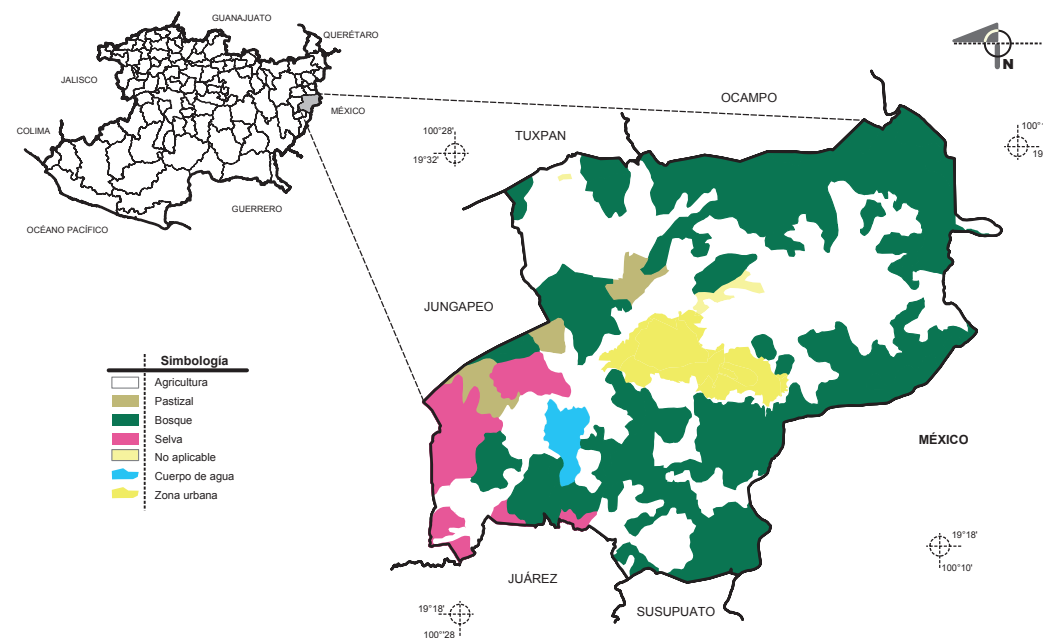 GUANAJUATO
QUERÉTARO
JALISCO
MÉXICO
COLIMA
GUERRERO
OCÉANO PACÍFICO
N
OCAMPO
TUXPAN
100°28'
19°32'
100°
19
JUNGAPEO
Simbología
Agricultura
Pastizal
Bosque
Selva
No aplicable
Cuerpo de agua
Zona urbana
MÉXICO
19°18'
100°10'
JUÁREZ
SUSUPUATO
19°18'
100°'28